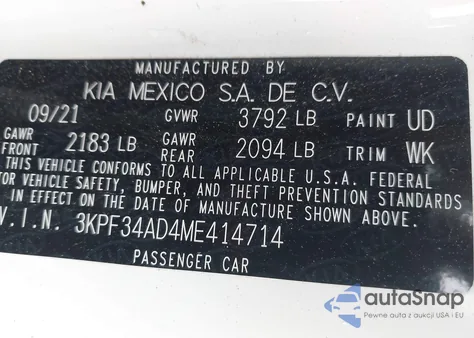 MANUFACTURED BY
KIA MEXICO S.A. DE C.V.
09/21 GVWR 3792 LB PAINT UD
GAWR FRONT 2183 LB GAWR REAR 2094 LB TRIM WK
THIS VEHICLE CONFORMS TO ALL APPLICABLE U.S.A. FEDERAL
VEHICLE SAFETY, BUMPER, AND THEFT PREVENTION STANDARDS
IN EFFECT ON THE DATE OF MANUFACTURE SHOWN ABOVE.
V.I.N. 3KPF34AD4ME414714
PASSENGER CAR
autoSnap
Pewne auta z aukcji USA i EU